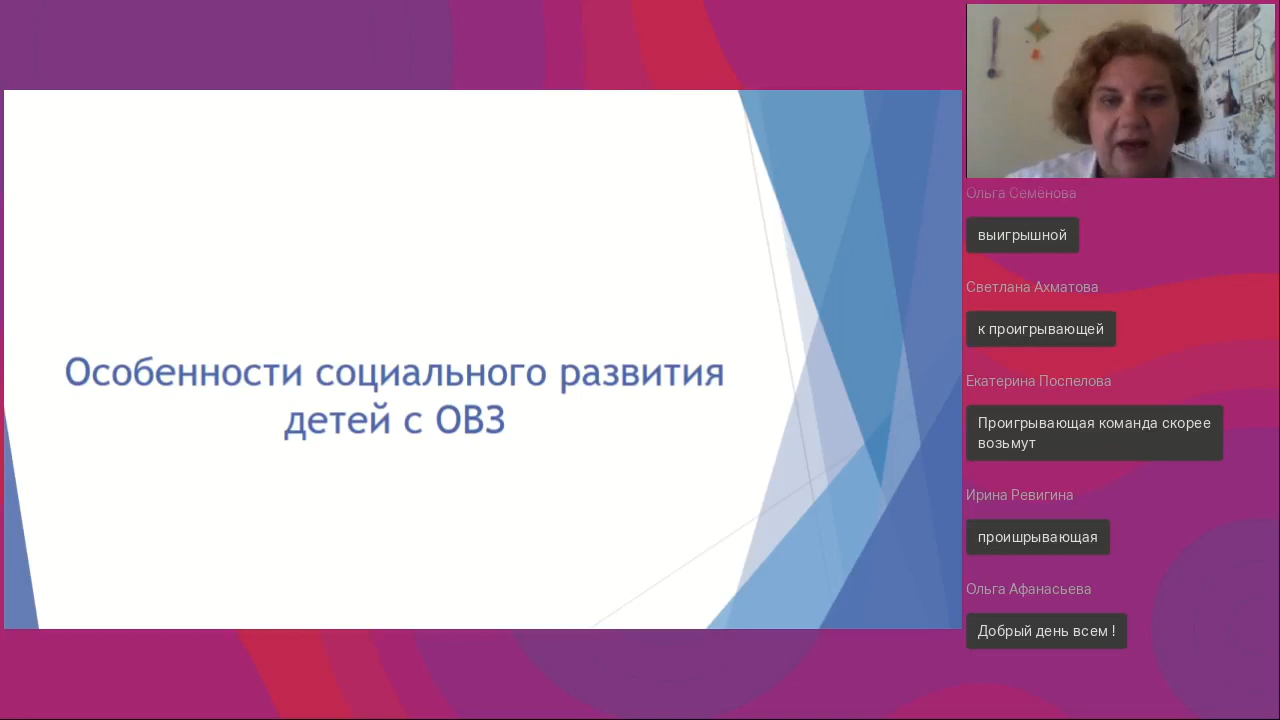 Особенности социального развития
детей с ОВЗ
Ольга Семёнова
выигрышной
Светлана Ахматова
к проигрывающей
Екатерина Поспелова
Проигрывающая команда скорее
возьмут
Ирина Ревигина
проишрывающая
Ольга Афанасьева
Добрый день всем !